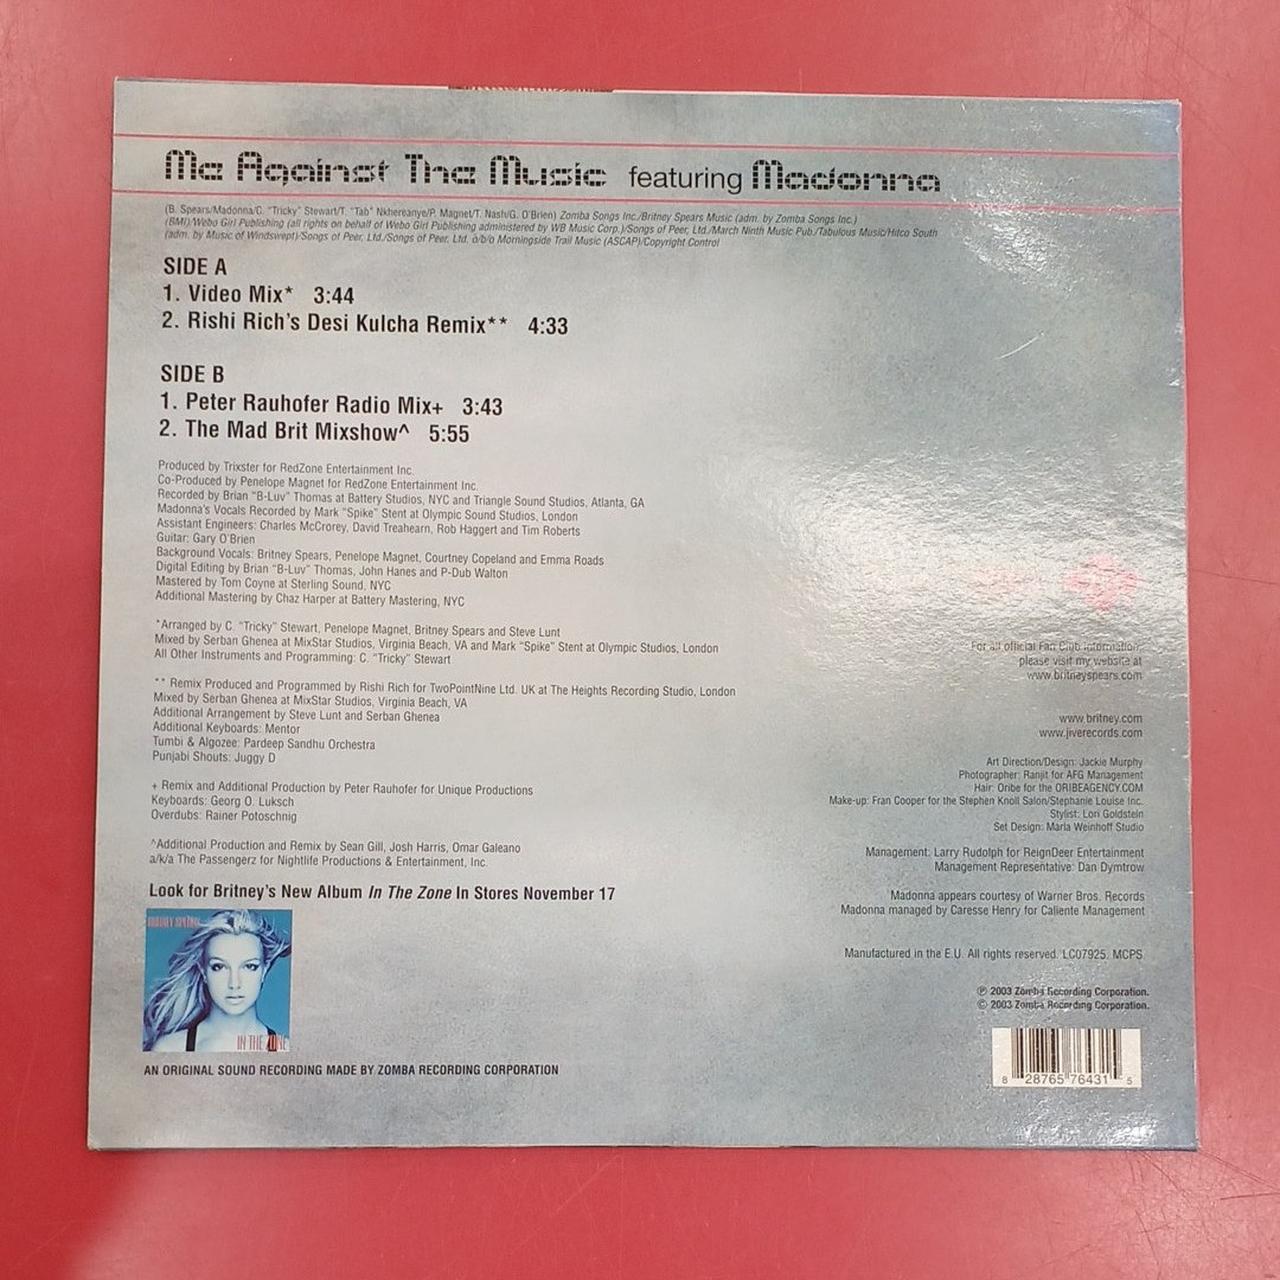 Me Against The Music featuring Madonna
(B. Spears/Madonna/C. "Tricky" Stewart/T. "Tab" Nkhereanye/P. Magnet/T. Nash/G. O'Brien) Zomba Songs Inc./Britney Spears Music (adm. by Zomba Songs Inc.)
(BMI)/Webo Girl Publishing (all rights on behalf of Webo Girl Publishing administered by WB Music Corp.)/Songs of Peer, Ltd./March Ninth Music Pub./Tabulous Music/Hitco South
(adm. by Music of Windswept)/Songs of Peer, Ltd./Songs of Peer, Ltd. o/b/o Morningside Trail Music (ASCAP)/Copyright Control
SIDE A
1. Video Mix* 3:44
2. Rishi Rich's Desi Kulcha Remix** 4:33
SIDE B
1. Peter Rauhofer Radio Mix+ 3:43
2. The Mad Brit Mixshow^ 5:55
Produced by Trixster for RedZone Entertainment Inc.
Co-Produced by Penelope Magnet for RedZone Entertainment Inc.
Recorded by Brian "B-Luv" Thomas at Battery Studios, NYC and Triangle Sound Studios, Atlanta, GA
Madonna's Vocals Recorded by Mark "Spike" Stent at Olympic Sound Studios, London
Assistant Engineers: Charles McCrorey, David Treahearn, Rob Haggert and Tim Roberts
Guitar: Gary O'Brien
Background Vocals: Britney Spears, Penelope Magnet, Courtney Copeland and Emma Roads
Digital Editing by Brian "B-Luv" Thomas, John Hanes and P-Dub Walton
Mastered by Tom Coyne at Sterling Sound, NYC
Additional Mastering by Chaz Harper at Battery Mastering, NYC
*Arranged by C. "Tricky" Stewart, Penelope Magnet, Britney Spears and Steve Lunt
Mixed by Serban Ghenea at MixStar Studios, Virginia Beach, VA and Mark "Spike" Stent at Olympic Studios, London
All Other Instruments and Programming: C. "Tricky" Stewart
** Remix Produced and Programmed by Rishi Rich for TwoPointNine Ltd. UK at The Heights Recording Studio, London
Mixed by Serban Ghenea at MixStar Studios, Virginia Beach, VA
Additional Arrangement by Steve Lunt and Serban Ghenea
Additional Keyboards: Mentor
Tumbi & Algozee: Pardeep Sandhu Orchestra
Punjabi Shouts: Juggy D
+ Remix and Additional Production by Peter Rauhofer for Unique Productions
Keyboards: Georg O. Luksch
Overdubs: Rainer Potoschnig
^Additional Production and Remix by Sean Gill, Josh Harris, Omar Galeano
a/k/a The Passengerz for Nightlife Productions & Entertainment, Inc.
Look for Britney's New Album In The Zone In Stores November 17
BRITNEY SPEARS
IN THE ZONE
AN ORIGINAL SOUND RECORDING MADE BY ZOMBA RECORDING CORPORATION
For all official Fan Club information,
please visit my website at
www.britneyspears.com
www.britney.com
www.jiverecords.com
Art Direction/Design: Jackie Murphy
Photographer: Ranjit for AFG Management
Hair: Oribe for the ORIBEAGENCY.COM
Make-up: Fran Cooper for the Stephen Knoll Salon/Stephanie Louise Inc.
Stylist: Lori Goldstein
Set Design: Marla Weinhoff Studio
Management: Larry Rudolph for ReignDeer Entertainment
Management Representative: Dan Dymtrow
Madonna appears courtesy of Warner Bros. Records
Madonna managed by Caresse Henry for Caliente Management
Manufactured in the E.U. All rights reserved. LC07925. MCPS
℗ 2003 Zomba Recording Corporation.
© 2003 Zomba Recording Corporation.
8 28765 76431 5